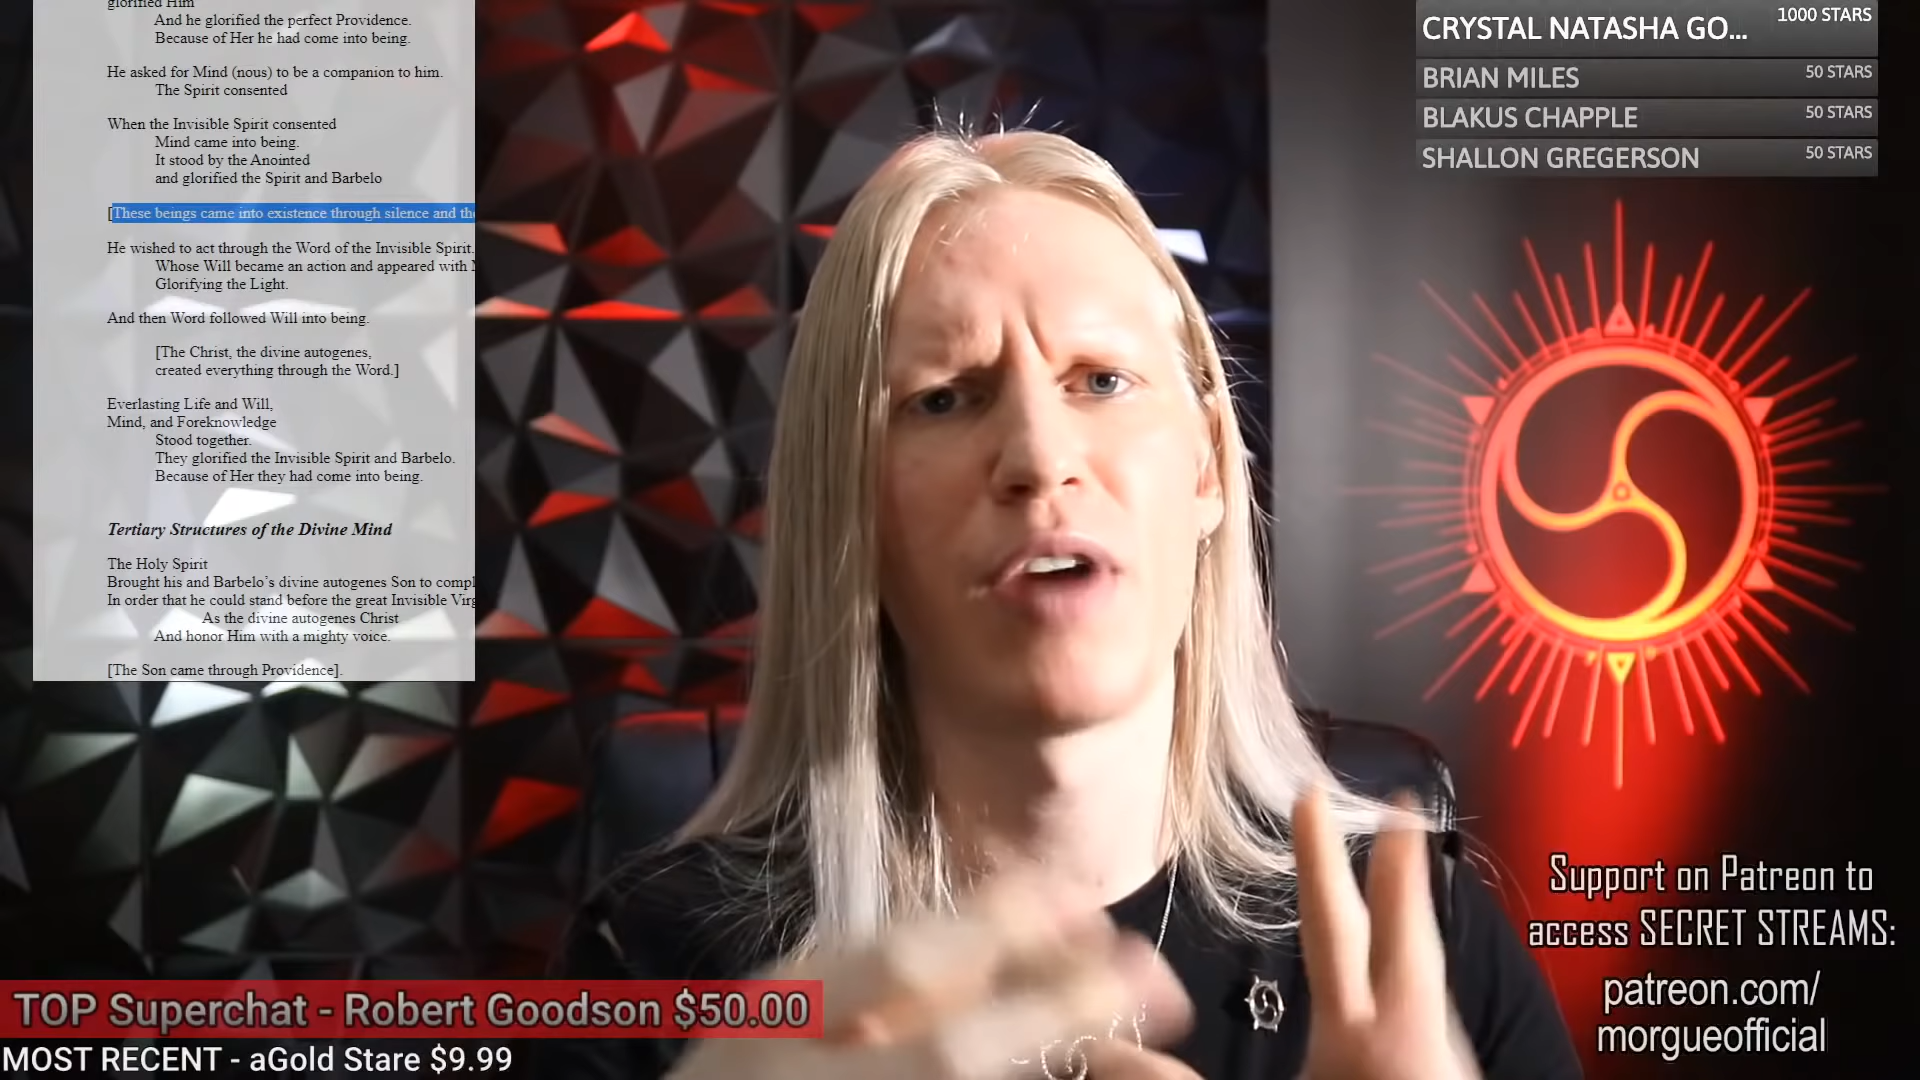 glorified Him
And he glorified the perfect Providence.
Because of Her he had come into being.
He asked for Mind (nous) to be a companion to him.
The Spirit consented
When the Invisible Spirit consented
Mind came into being.
It stood by the Anointed
and glorified the Spirit and Barbelo
[These beings came into existence through silence and
He wished to act through the Word of the Invisible Spirit.
Whose Will became an action and appeared with
Glorifying the Light.
And then Word followed Will into being.
[The Christ, the divine autogenes,
created everything through the Word.]
Everlasting Life and Will,
Mind, and Foreknowledge
Stood together.
They glorified the Invisible Spirit and Barbelo.
Because of Her they had come into being.
Tertiary Structures of the Divine Mind
The Holy Spirit
Brought his and Barbelo's divine autogenes Son to
In order that he could stand before the great Invisible
As the divine autogenes Christ
And honor Him with a mighty voice.
[The Son came through Providence].
CRYSTAL NATASHA GO... 1000 STARS
BRIAN MILES 50 STARS
BLAKUS CHAPPLE 50 STARS
SHALLON GREGERSON 50 STARS
Support on Patreon to
access SECRET STREAMS:
patreon.com/
morgueofficial
TOP Superchat - Robert Goodson $50.00
MOST RECENT - aGold Stare $9.99